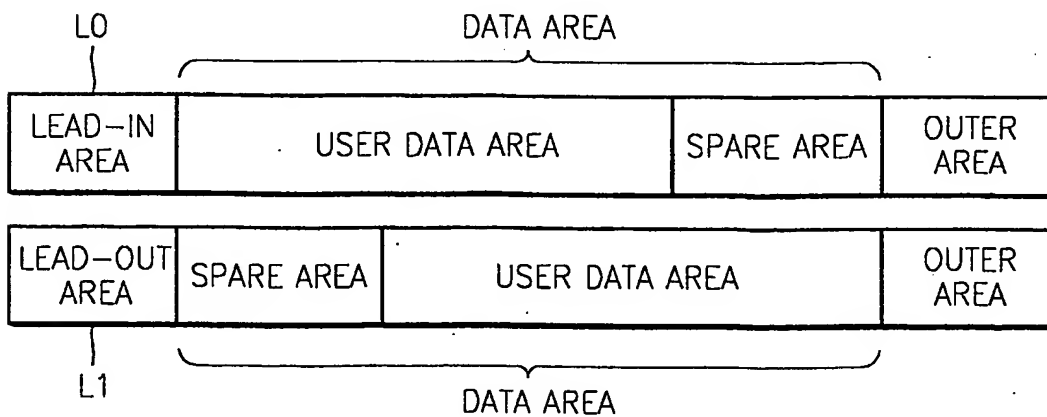 L0
DATA AREA
LEAD-IN
AREA
USER DATA AREA
SPARE AREA
OUTER
AREA
LEAD-OUT
AREA
SPARE AREA
USER DATA AREA
OUTER
AREA
L1
DATA AREA